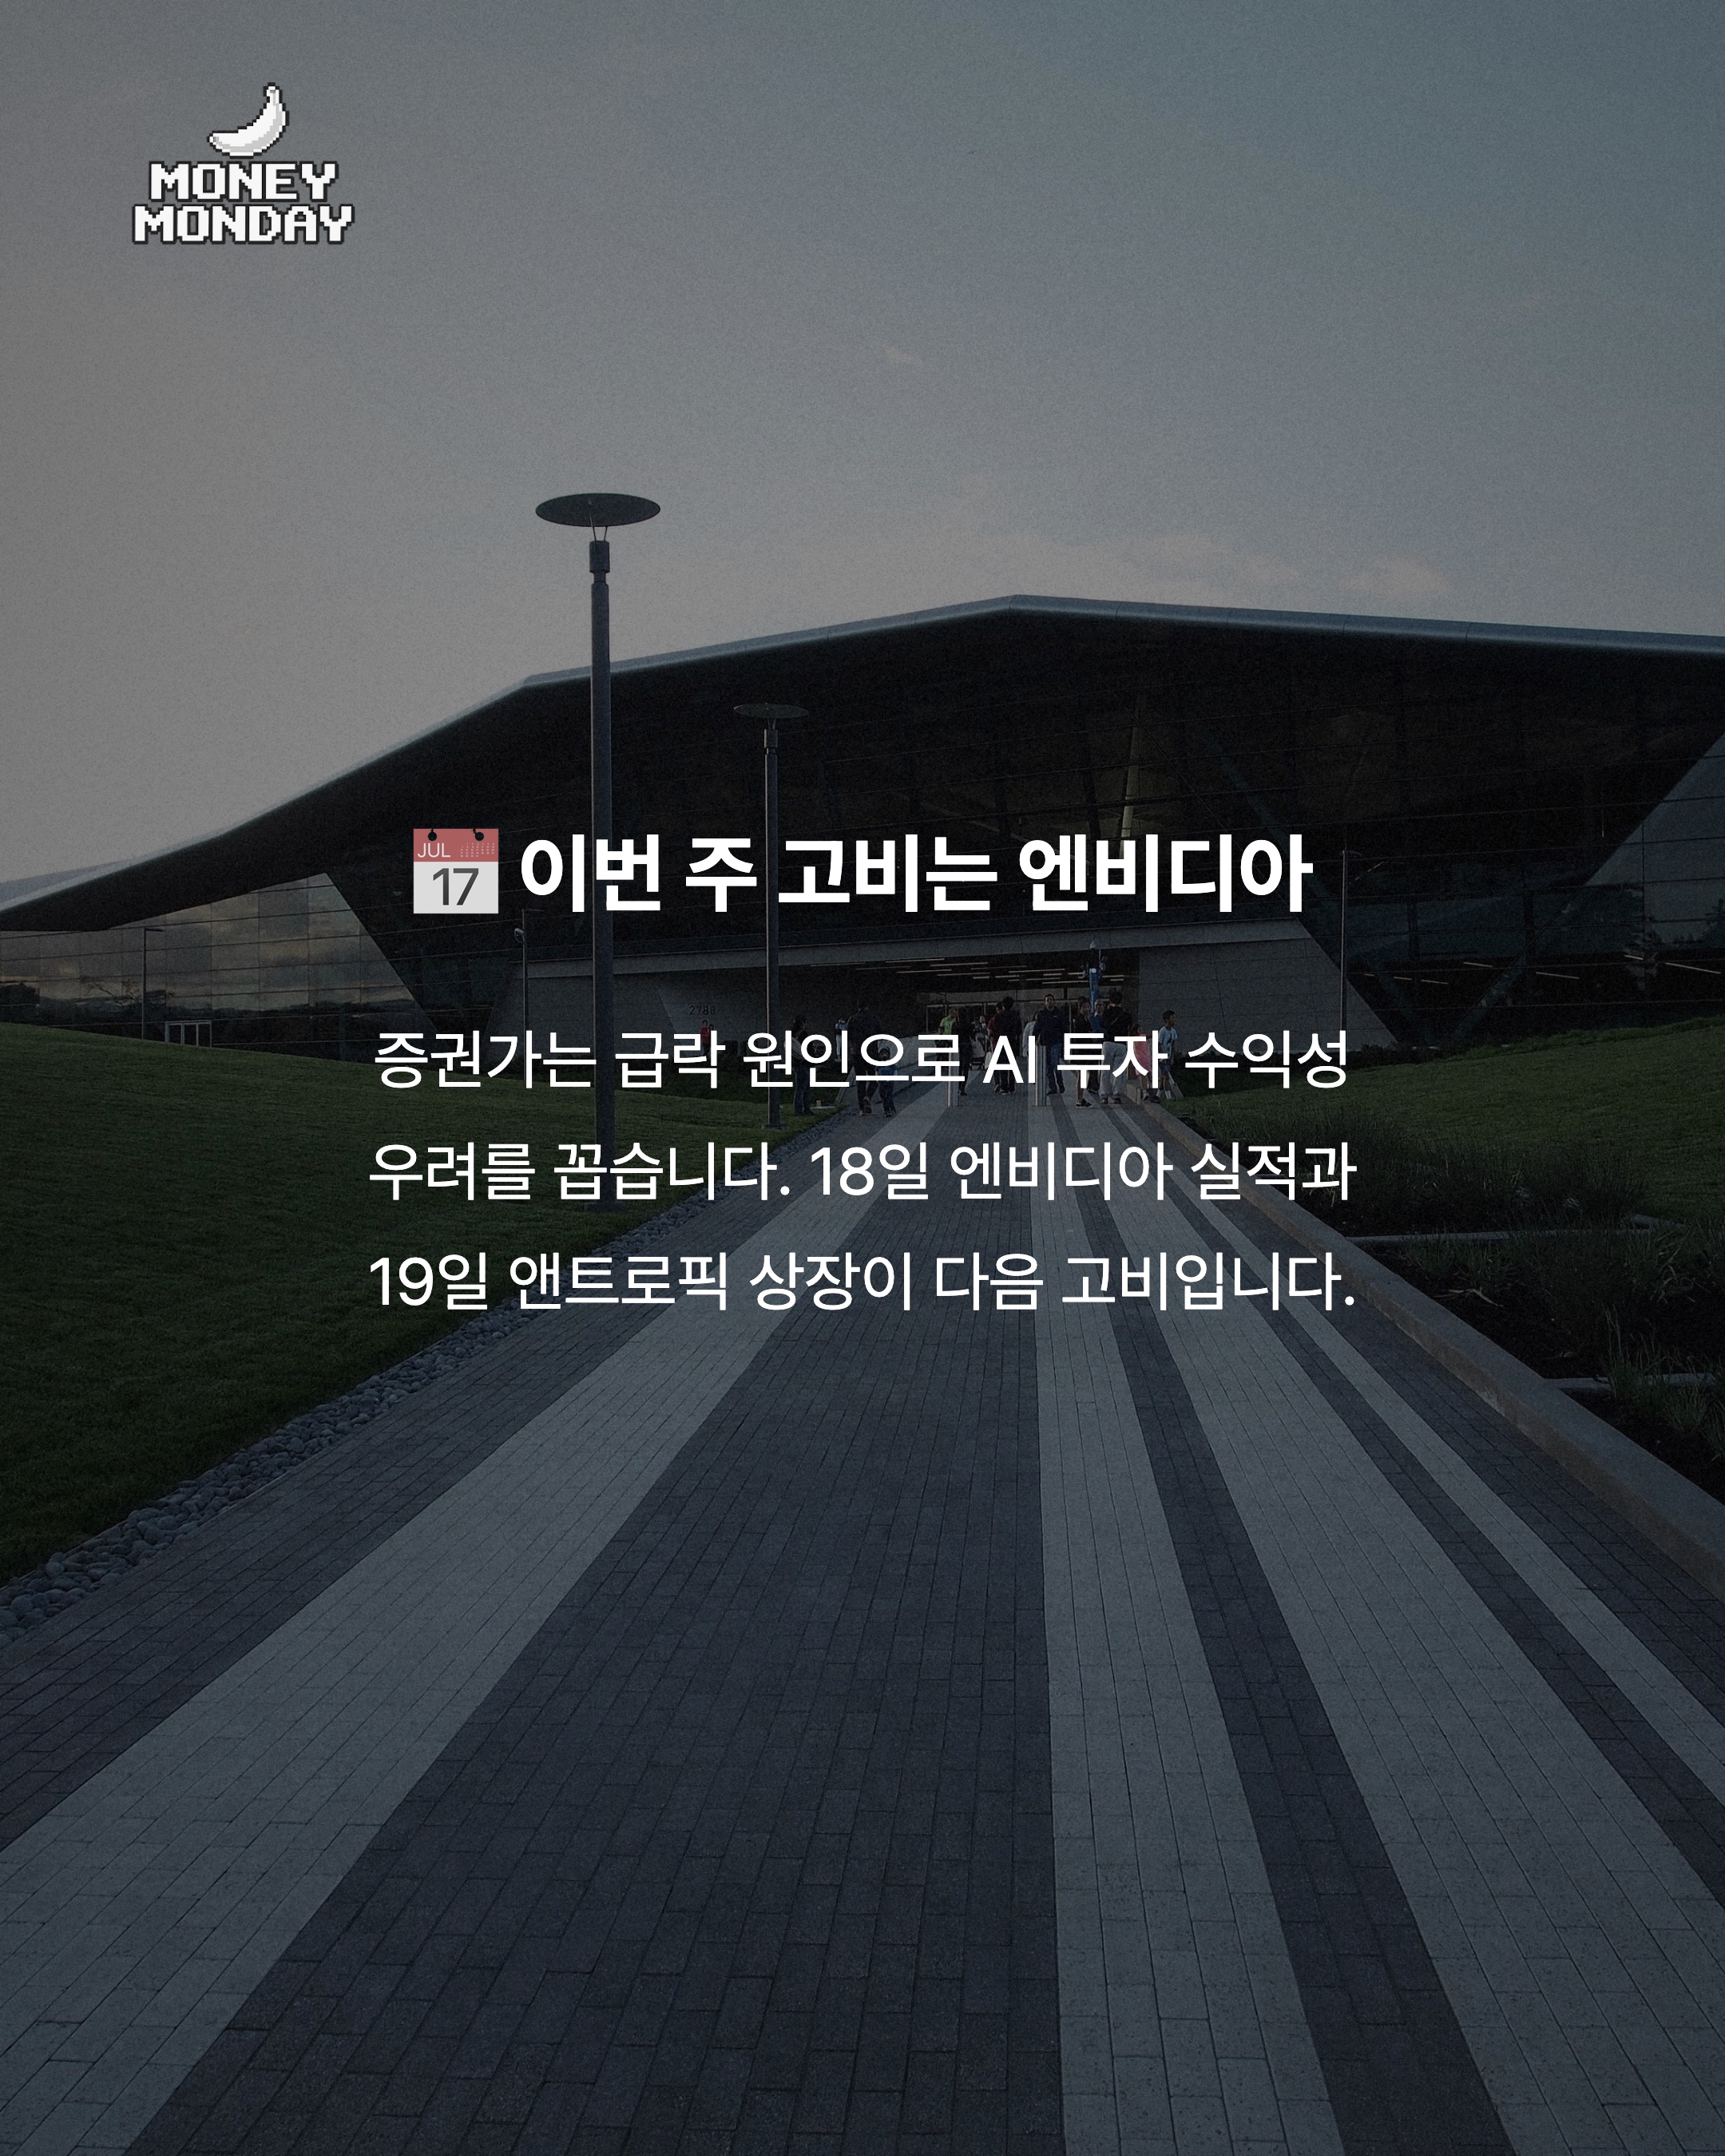 MONEY
MONDAY
JUL
17
이번 주 고비는 엔비디아
2788
증권가는 급락 원인으로 AI 투자 수익성
우려를 꼽습니다. 18일 엔비디아 실적과
19일 앤트로픽 상장이 다음 고비입니다.